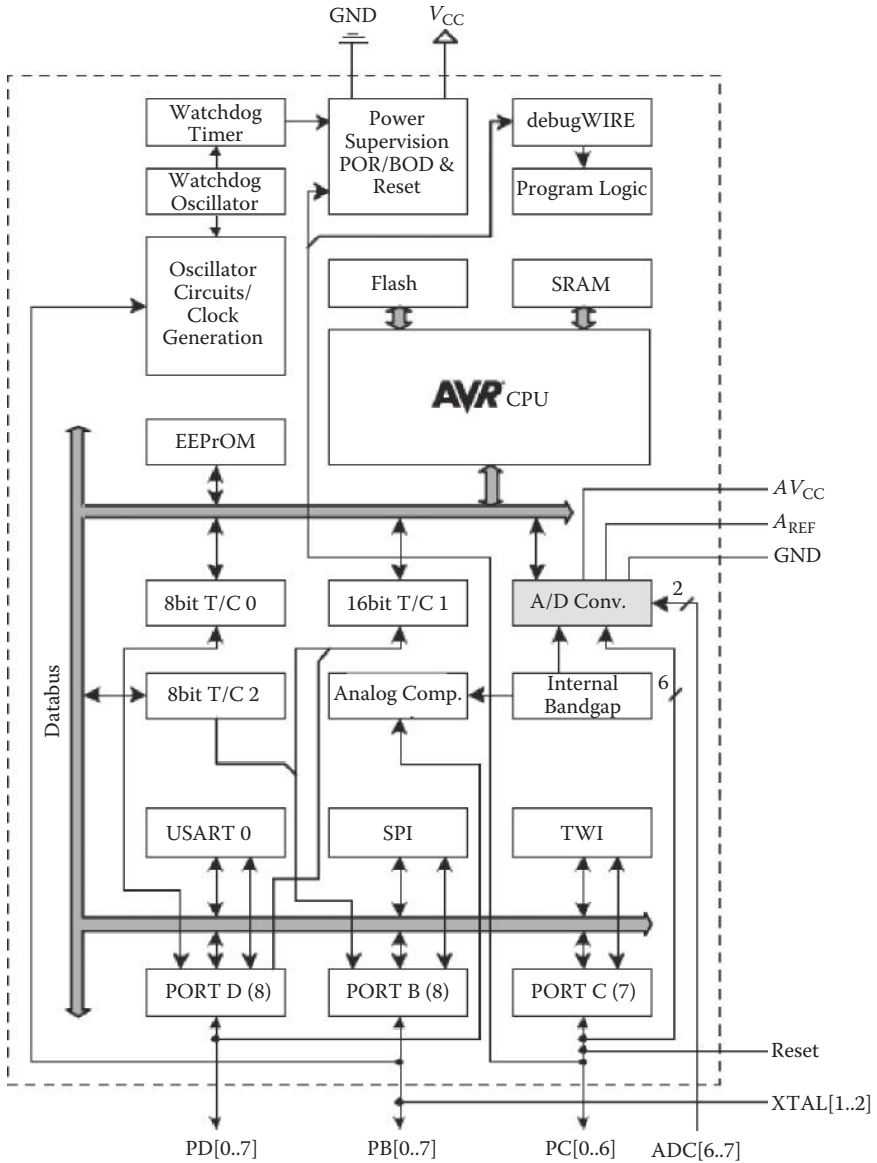 GND
VCC
Watchdog
Timer
Power
Supervision
POR/BOD &
Reset
debugWIRE
Watchdog
Oscillator
Program Logic
Oscillator
Circuits/
Clock
Generation
Flash
SRAM
AVR CPU
EEPrOM
AVCC
AREF
GND
8bit T/C 0
16bit T/C 1
A/D Conv.
2
Databus
8bit T/C 2
Analog Comp.
Internal
Bandgap
6
USART 0
SPI
TWI
PORT D (8)
PORT B (8)
PORT C (7)
Reset
XTAL[1..2]
PD[0..7]
PB[0..7]
PC[0..6]
ADC[6..7]